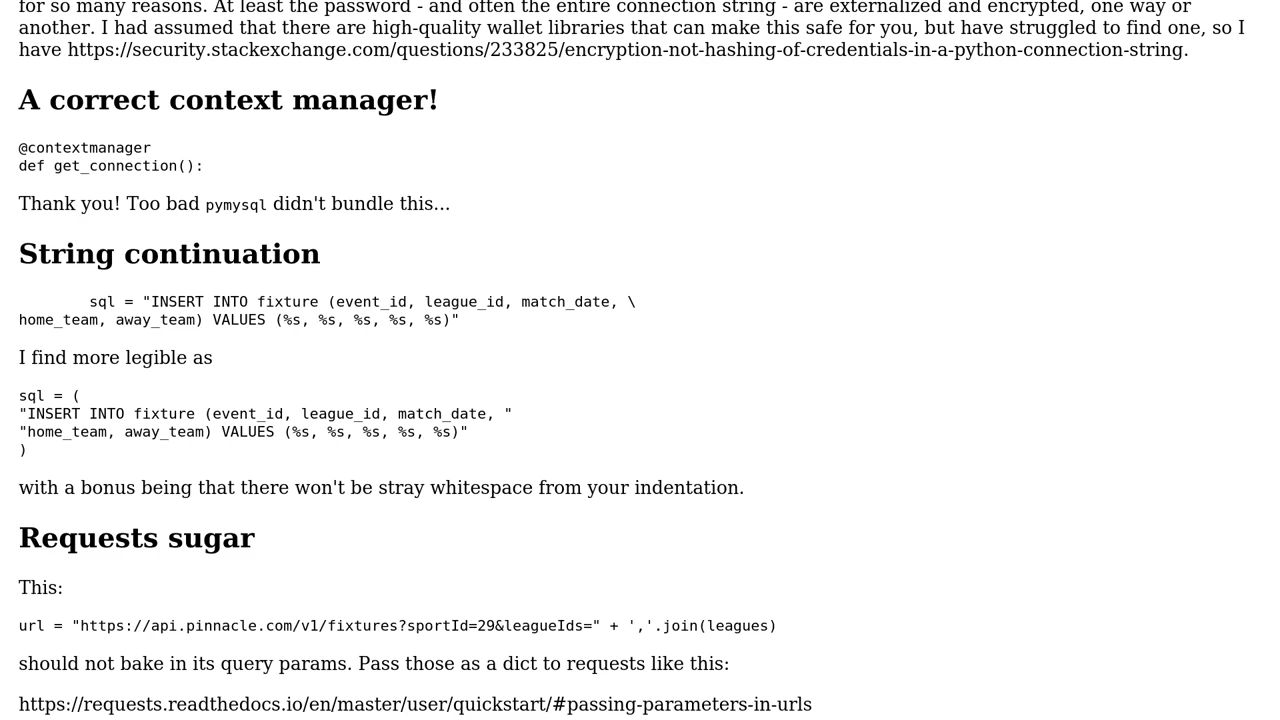 for so many reasons. At least the password - and often the entire connection string - are externalized and encrypted, one way or
another. I had assumed that there are high-quality wallet libraries that can make this safe for you, but have struggled to find one, so I
have https://security.stackexchange.com/questions/233825/encryption-not-hashing-of-credentials-in-a-python-connection-string.
A correct context manager!
@contextmanager
def get_connection():
Thank you! Too bad pymysql didn't bundle this...
String continuation
        sql = "INSERT INTO fixture (event_id, league_id, match_date, \
home_team, away_team) VALUES (%s, %s, %s, %s, %s)"
I find more legible as
sql = (
"INSERT INTO fixture (event_id, league_id, match_date, "
"home_team, away_team) VALUES (%s, %s, %s, %s, %s)"
)
with a bonus being that there won't be stray whitespace from your indentation.
Requests sugar
This:
url = "https://api.pinnacle.com/v1/fixtures?sportId=29&leagueIds=" + ','.join(leagues)
should not bake in its query params. Pass those as a dict to requests like this:
https://requests.readthedocs.io/en/master/user/quickstart/#passing-parameters-in-urls